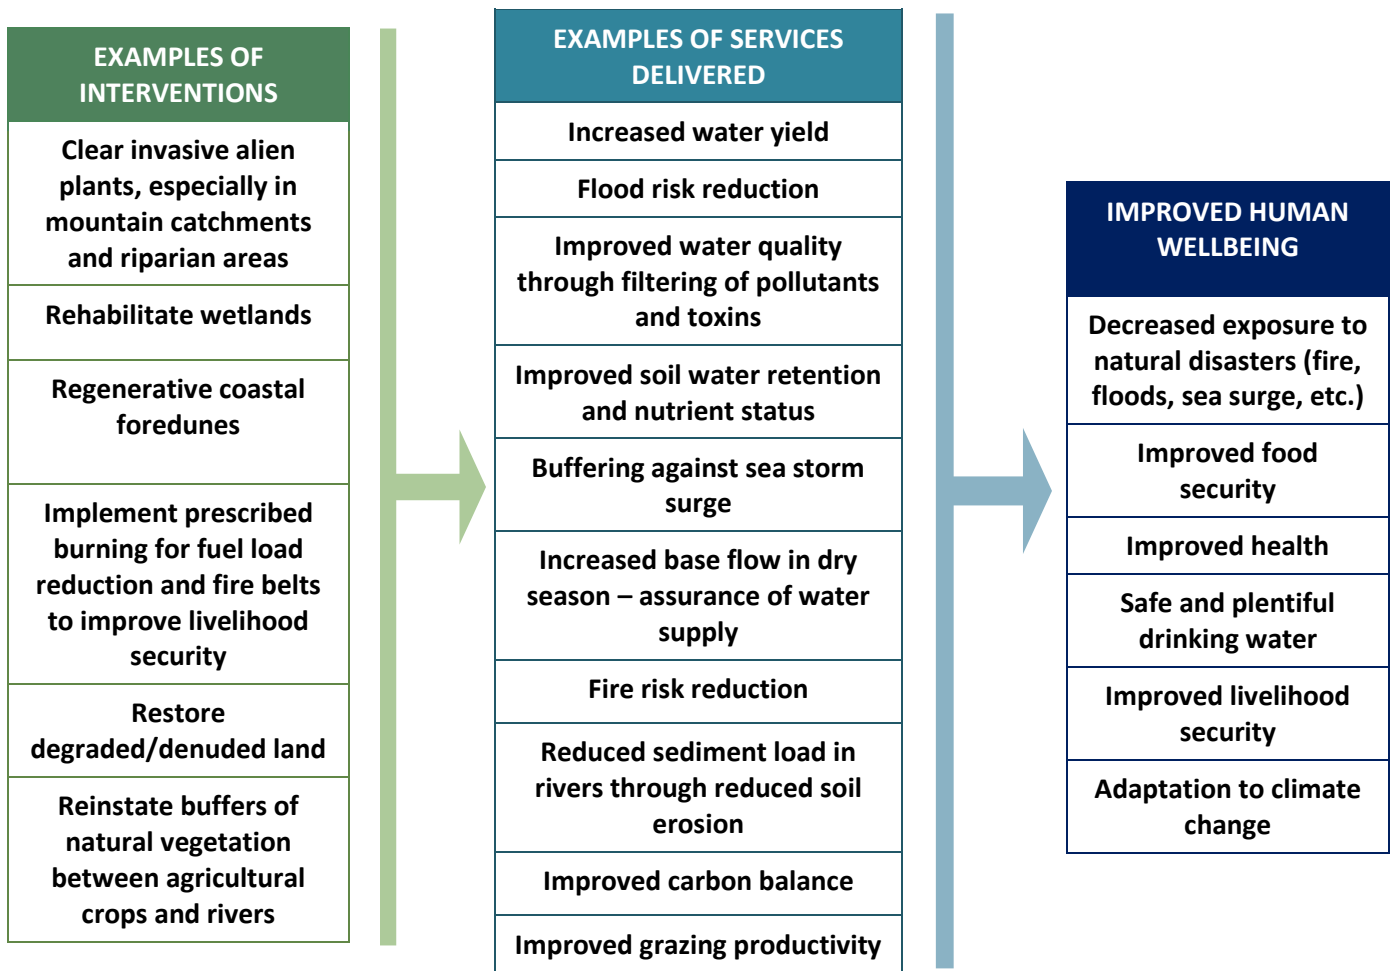 EXAMPLES OF
INTERVENTIONS
Clear invasive alien
plants, especially in
mountain catchments
and riparian areas
Rehabilitate wetlands
Regenerative coastal
foredunes
Implement prescribed
burning for fuel load
reduction and fire belts
to improve livelihood
security
Restore
degraded/denuded land
Reinstate buffers of
natural vegetation
between agricultural
crops and rivers
EXAMPLES OF SERVICES
DELIVERED
Increased water yield
Flood risk reduction
Improved water quality
through filtering of pollutants
and toxins
Improved soil water retention
and nutrient status
Buffering against sea storm
surge
Increased base flow in dry
season – assurance of water
supply
Fire risk reduction
Reduced sediment load in
rivers through reduced soil
erosion
Improved carbon balance
Improved grazing productivity
IMPROVED HUMAN
WELLBEING
Decreased exposure to
natural disasters (fire,
floods, sea surge, etc.)
Improved food
security
Improved health
Safe and plentiful
drinking water
Improved livelihood
security
Adaptation to climate
change